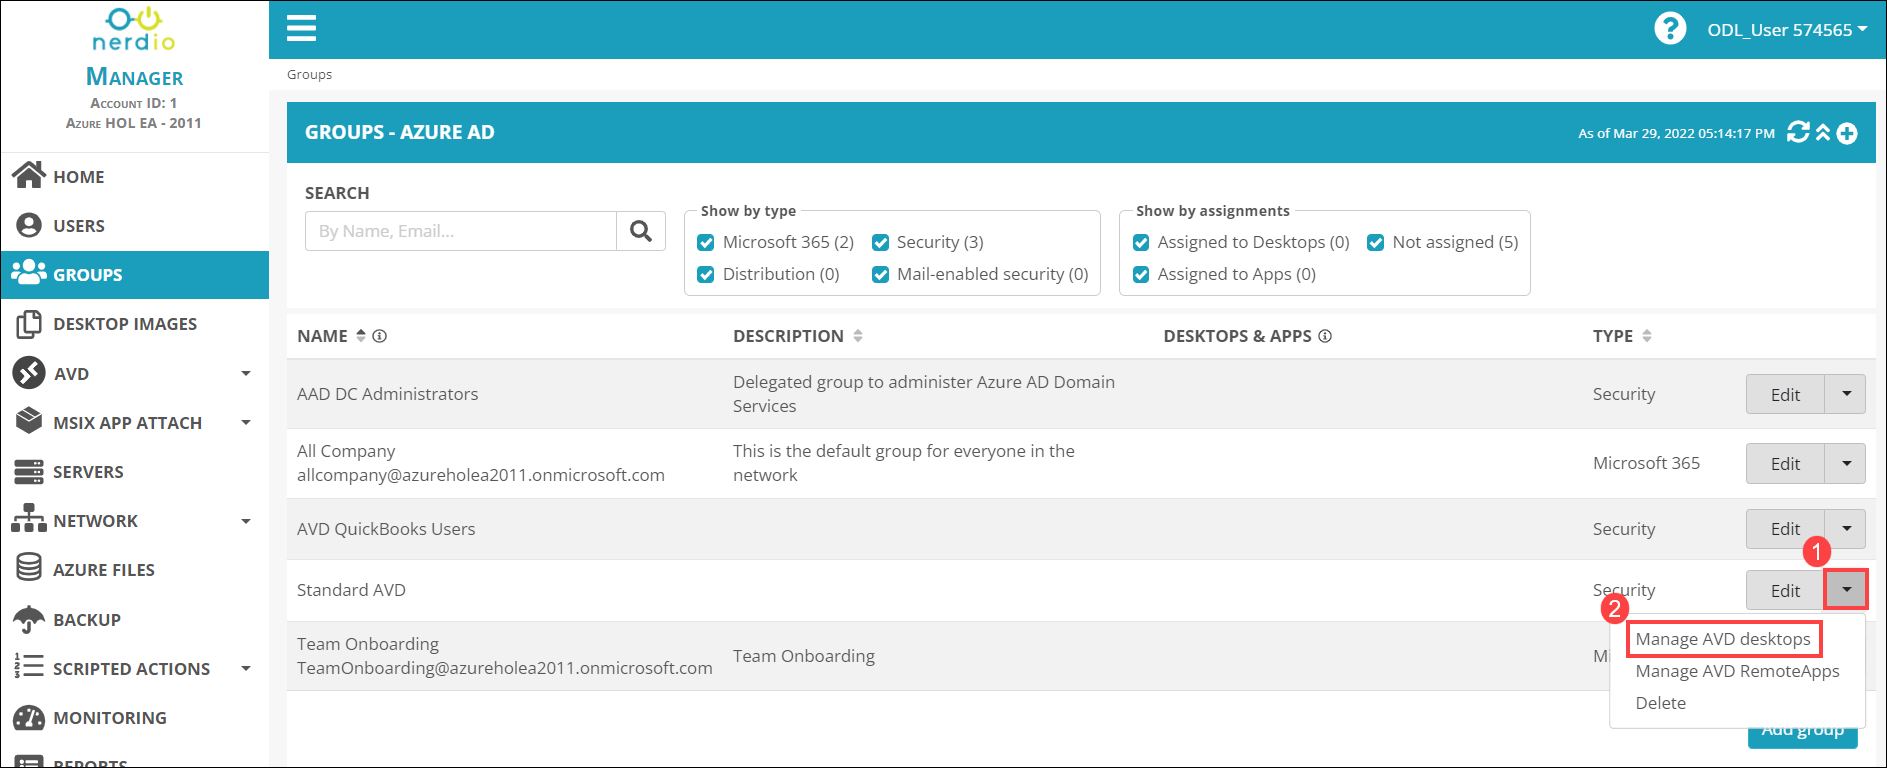 nerdio
MANAGER
ACCOUNT ID: 1
AZURE HOL EA - 2011
HOME
USERS
GROUPS
DESKTOP IMAGES
AVD
MSIX APP ATTACH
SERVERS
NETWORK
AZURE FILES
BACKUP
SCRIPTED ACTIONS
MONITORING
REPORTS
? ODL_User 574565
Groups
GROUPS - AZURE AD
As of Mar 29, 2022 05:14:17 PM
SEARCH
By Name, Email...
Show by type
Microsoft 365 (2) Security (3)
Distribution (0) Mail-enabled security (0)
Show by assignments
Assigned to Desktops (0) Not assigned (5)
Assigned to Apps (0)
NAME DESCRIPTION DESKTOPS & APPS TYPE
AAD DC Administrators
Delegated group to administer Azure AD Domain
Services
Security Edit
All Company
allcompany@azureholea2011.onmicrosoft.com
This is the default group for everyone in the
network
Microsoft 365 Edit
AVD QuickBooks Users Security Edit
1
Standard AVD Security Edit
2
Team Onboarding
TeamOnboarding@azureholea2011.onmicrosoft.com
Team Onboarding
Mi
Manage AVD desktops
Manage AVD RemoteApps
Delete
Add group